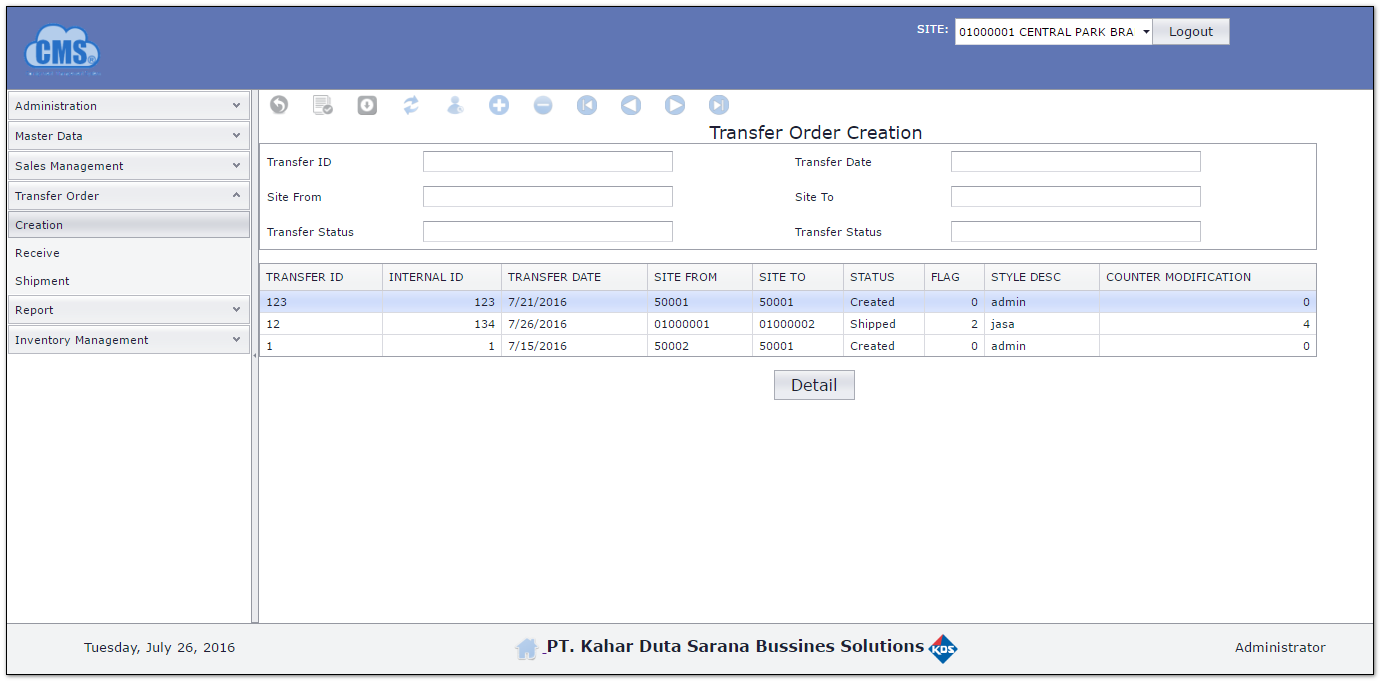 CMS®
SITE: 01000001 CENTRAL PARK BRA Logout
Administration
Master Data
Sales Management
Transfer Order
Creation
Receive
Shipment
Report
Inventory Management
Transfer Order Creation
Transfer ID Transfer Date
Site From Site To
Transfer Status Transfer Status
TRANSFER ID INTERNAL ID TRANSFER DATE SITE FROM SITE TO STATUS FLAG STYLE DESC COUNTER MODIFICATION
123 123 7/21/2016 50001 50001 Created 0 admin 0
12 134 7/26/2016 01000001 01000002 Shipped 2 jasa 4
1 1 7/15/2016 50002 50001 Created 0 admin 0
Detail
Tuesday, July 26, 2016 PT. Kahar Duta Sarana Bussines Solutions KDS Administrator